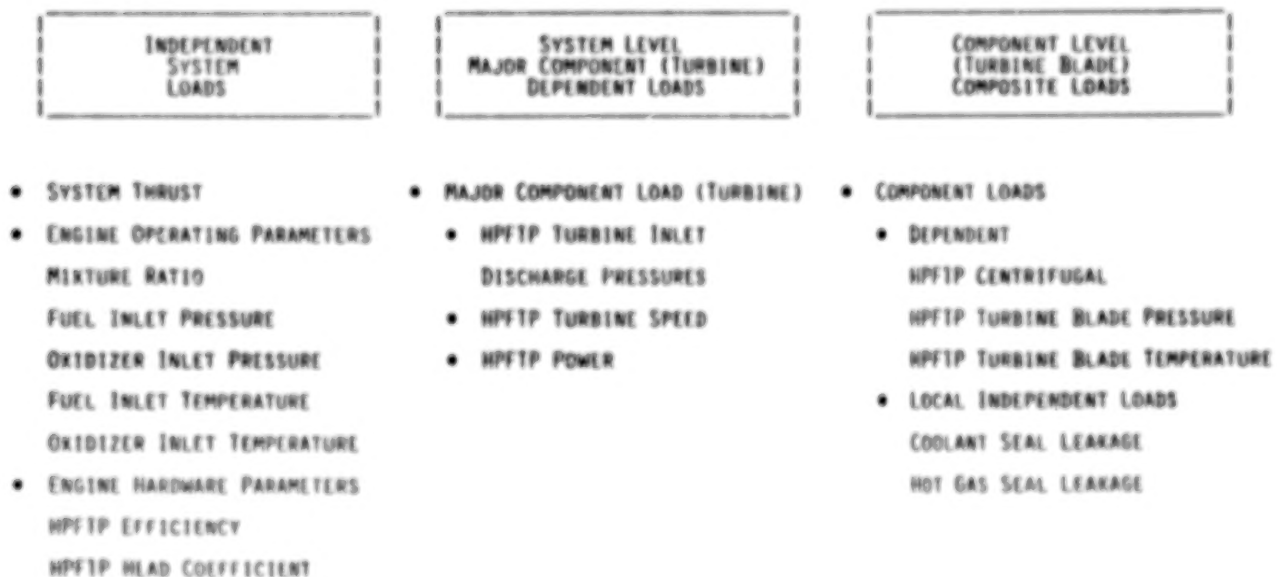 INDEPENDENT
SYSTEM
LOADS
SYSTEM LEVEL
MAJOR COMPONENT (TURBINE)
DEPENDENT LOADS
COMPONENT LEVEL
(TURBINE BLADE)
COMPOSITE LOADS
• SYSTEM THRUST
• ENGINE OPERATING PARAMETERS
MIXTURE RATIO
FUEL INLET PRESSURE
OXIDIZER INLET PRESSURE
FUEL INLET TEMPERATURE
OXIDIZER INLET TEMPERATURE
• ENGINE HARDWARE PARAMETERS
HPFTP EFFICIENCY
HPFTP HEAD COEFFICIENT
• MAJOR COMPONENT LOAD (TURBINE)
• HPFTP TURBINE INLET
DISCHARGE PRESSURES
• HPFTP TURBINE SPEED
• HPFTP POWER
• COMPONENT LOADS
• DEPENDENT
HPFTP CENTRIFUGAL
HPFTP TURBINE BLADE PRESSURE
HPFTP TURBINE BLADE TEMPERATURE
• LOCAL INDEPENDENT LOADS
COOLANT SEAL LEAKAGE
HOT GAS SEAL LEAKAGE